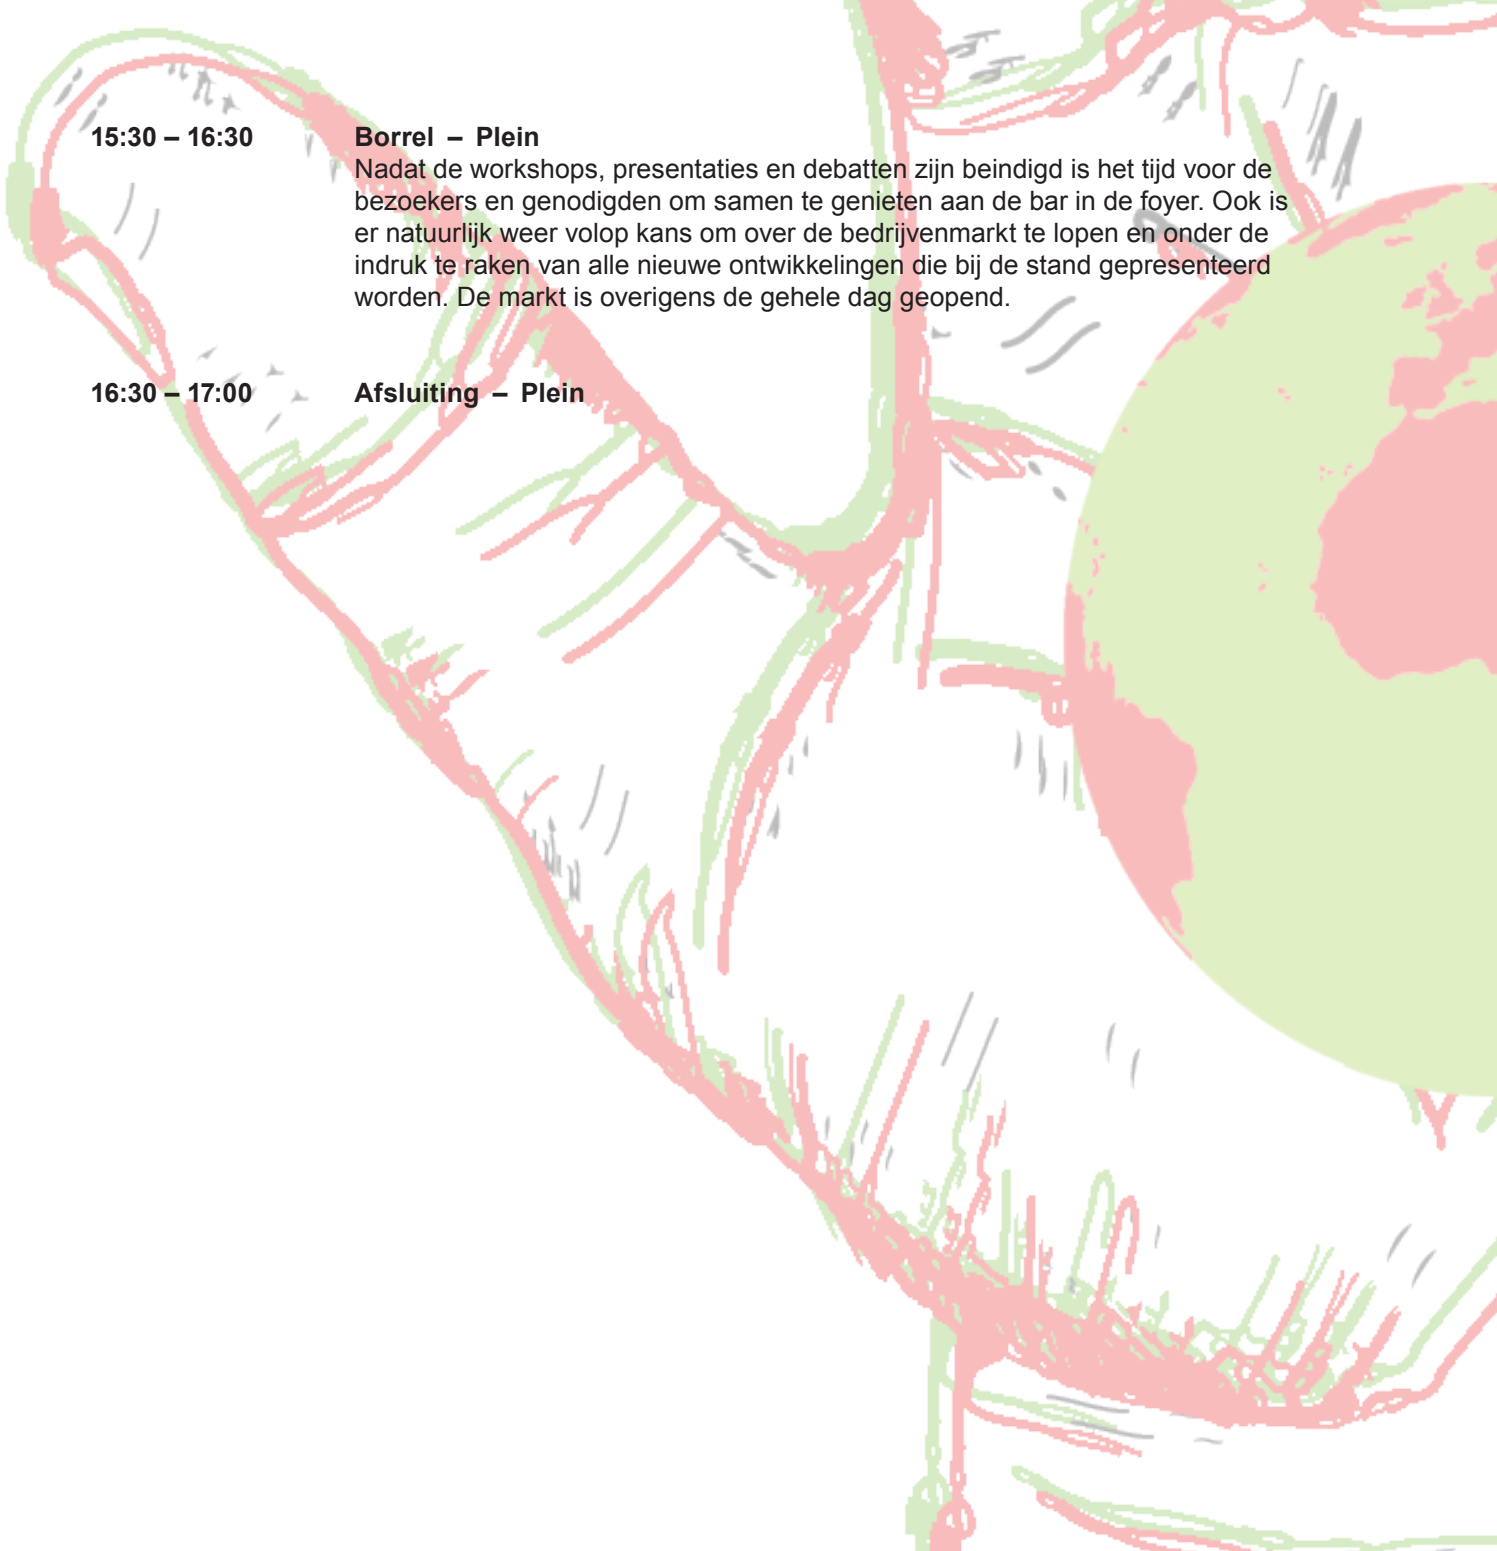 15:30 – 16:30 Borrel – Plein
Nadat de workshops, presentaties en debatten zijn beindigd is het tijd voor de
bezoekers en genodigden om samen te genieten aan de bar in de foyer. Ook is
er natuurlijk weer volop kans om over de bedrijvenmarkt te lopen en onder de
indruk te raken van alle nieuwe ontwikkelingen die bij de stand gepresenteerd
worden. De markt is overigens de gehele dag geopend.
16:30 – 17:00 Afsluiting – Plein